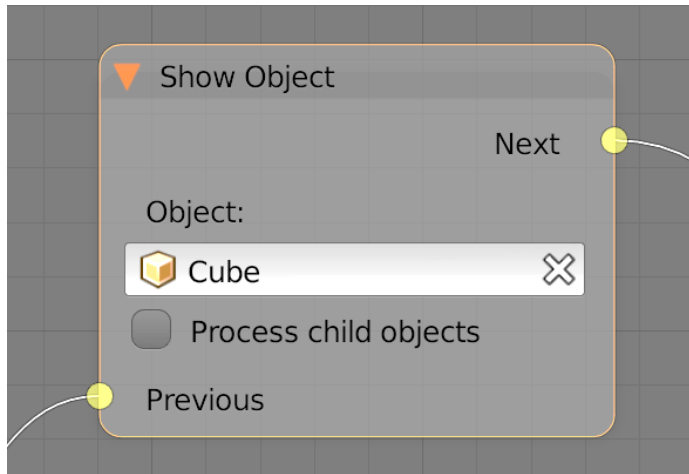 Show Object
Next
Object:
Cube
Process child objects
Previous